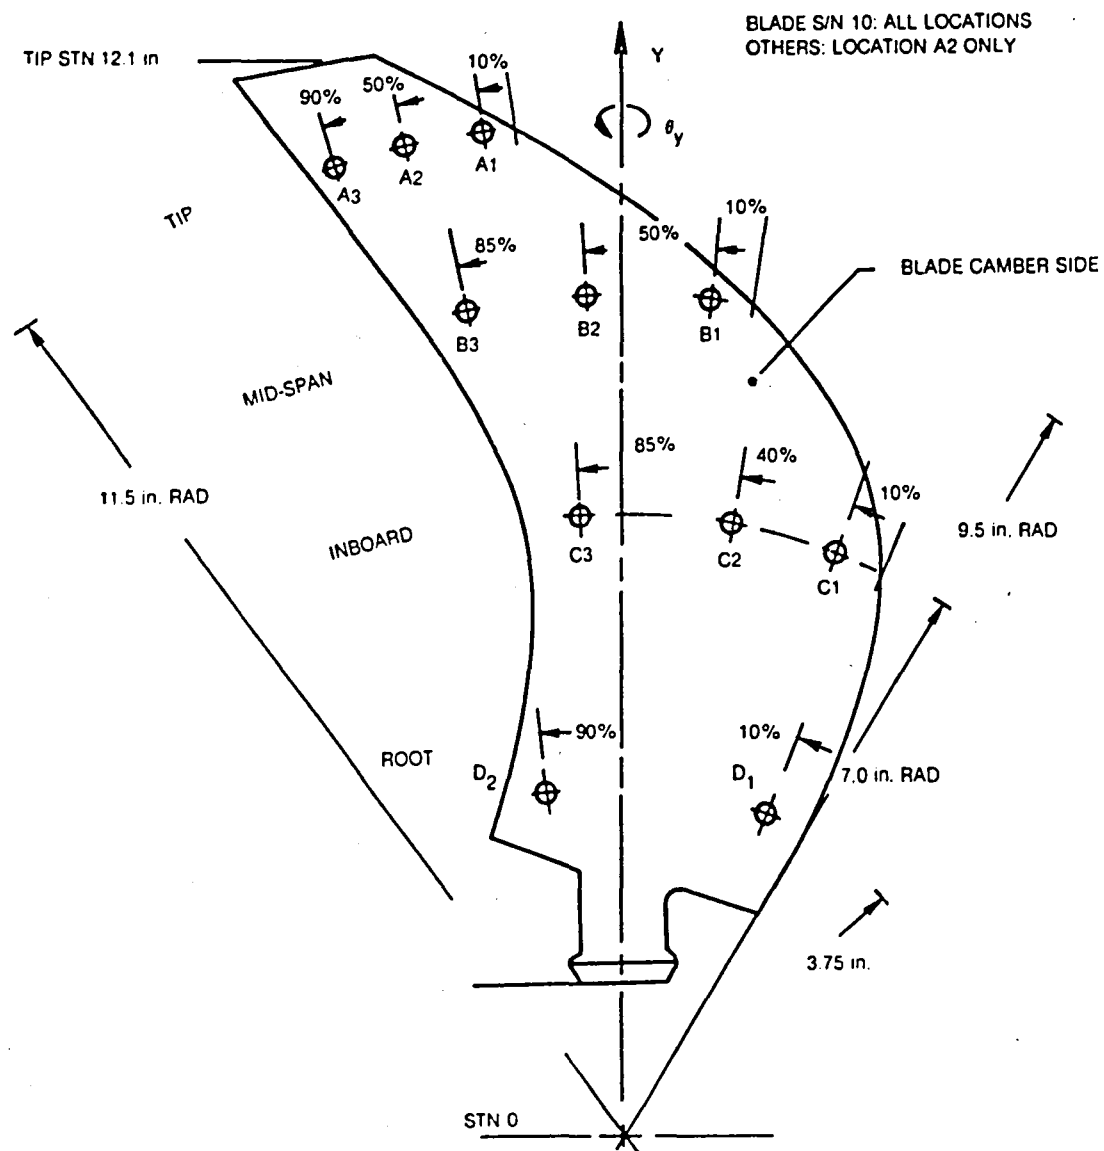 BLADE S/N 10: ALL LOCATIONS
OTHERS: LOCATION A2 ONLY
TIP STN 12.1 in
Y
10%
50%
90%
θy
A1
A2
A3
TIP
10%
50%
85%
BLADE CAMBER SIDE
B1
B2
B3
MID-SPAN
85%
40%
10%
11.5 in. RAD
9.5 in. RAD
INBOARD
C3
C2
C1
90%
10%
ROOT
D2
D1
7.0 in. RAD
3.75 in.
STN 0